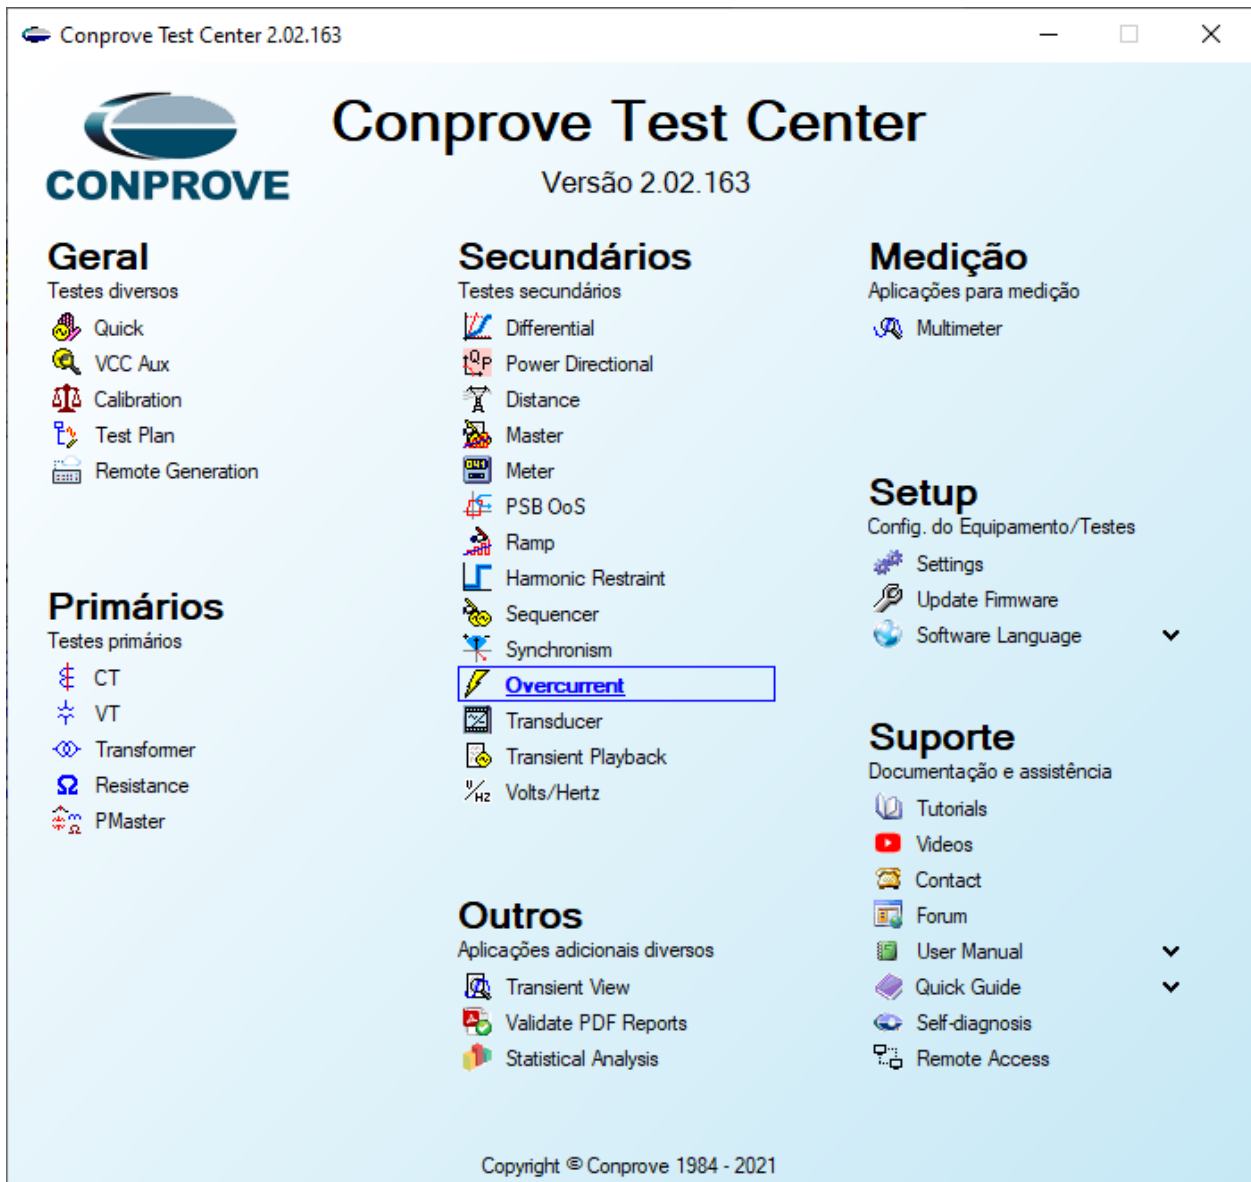 Conprove Test Center 2.02.163
CONPROVE
Conprove Test Center
Versão 2.02.163
Geral
Testes diversos
Quick
VCC Aux
Calibration
Test Plan
Remote Generation
Primários
Testes primários
CT
VT
Transformer
Resistance
PMaster
Secundários
Testes secundários
Differential
Power Directional
Distance
Master
Meter
PSB OoS
Ramp
Harmonic Restraint
Sequencer
Synchronism
Overcurrent
Transducer
Transient Playback
Volts/Hertz
Outros
Aplicações adicionais diversos
Transient View
Validate PDF Reports
Statistical Analysis
Medição
Aplicações para medição
Multimeter
Setup
Config. do Equipamento/Testes
Settings
Update Firmware
Software Language
Suporte
Documentação e assistência
Tutorials
Videos
Contact
Forum
User Manual
Quick Guide
Self-diagnosis
Remote Access
Copyright © Conprove 1984 - 2021